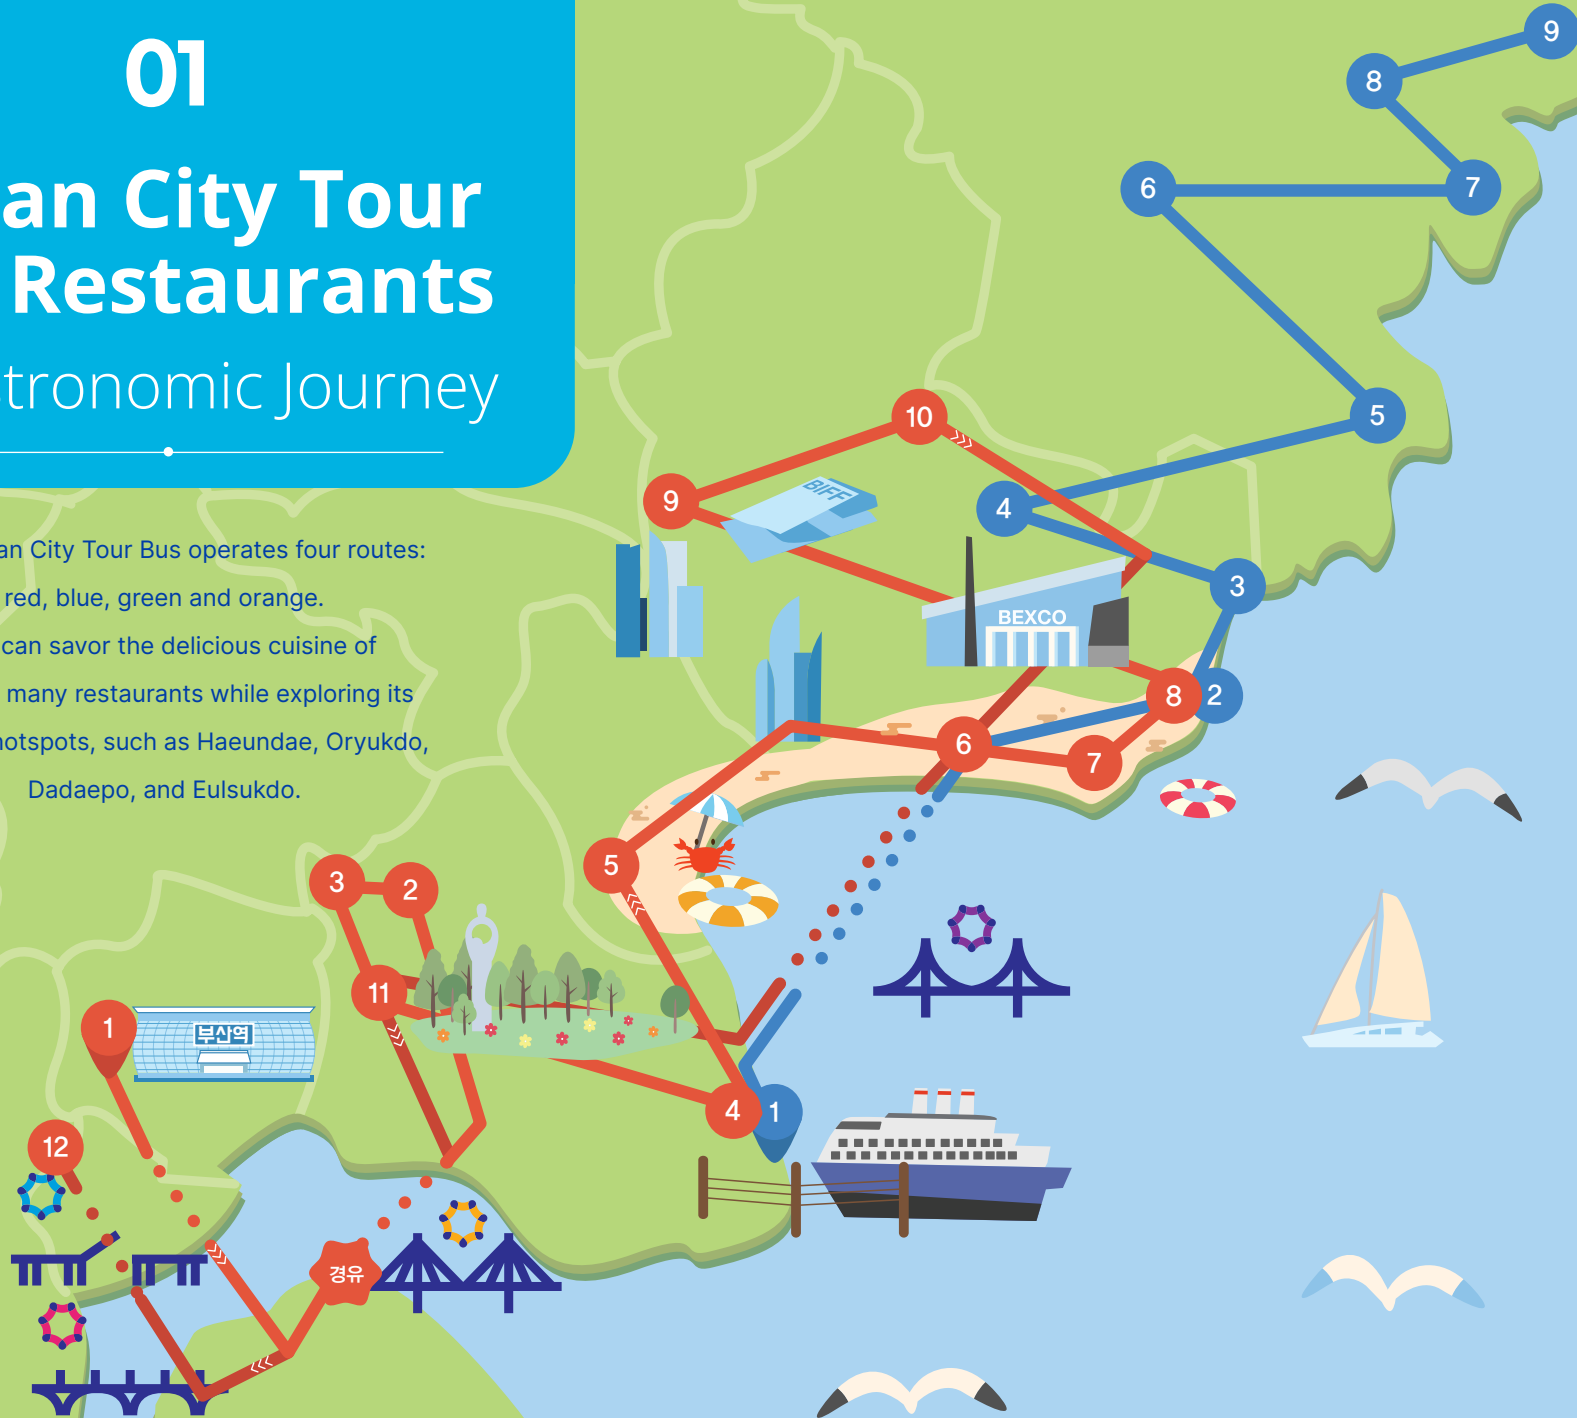 01
an City Tour
Restaurants
tronomic Journey
an City Tour Bus operates four routes:
red, blue, green and orange.
can savor the delicious cuisine of
many restaurants while exploring its
hotspots, such as Haeundae, Oryukdo,
Dadaepo, and Eulsukdo.
9
8
7
6
5
10
9
BIFF
4
3
BEXCO
8
2
6
7
5
3
2
11
1
부산역
4
1
12
경유